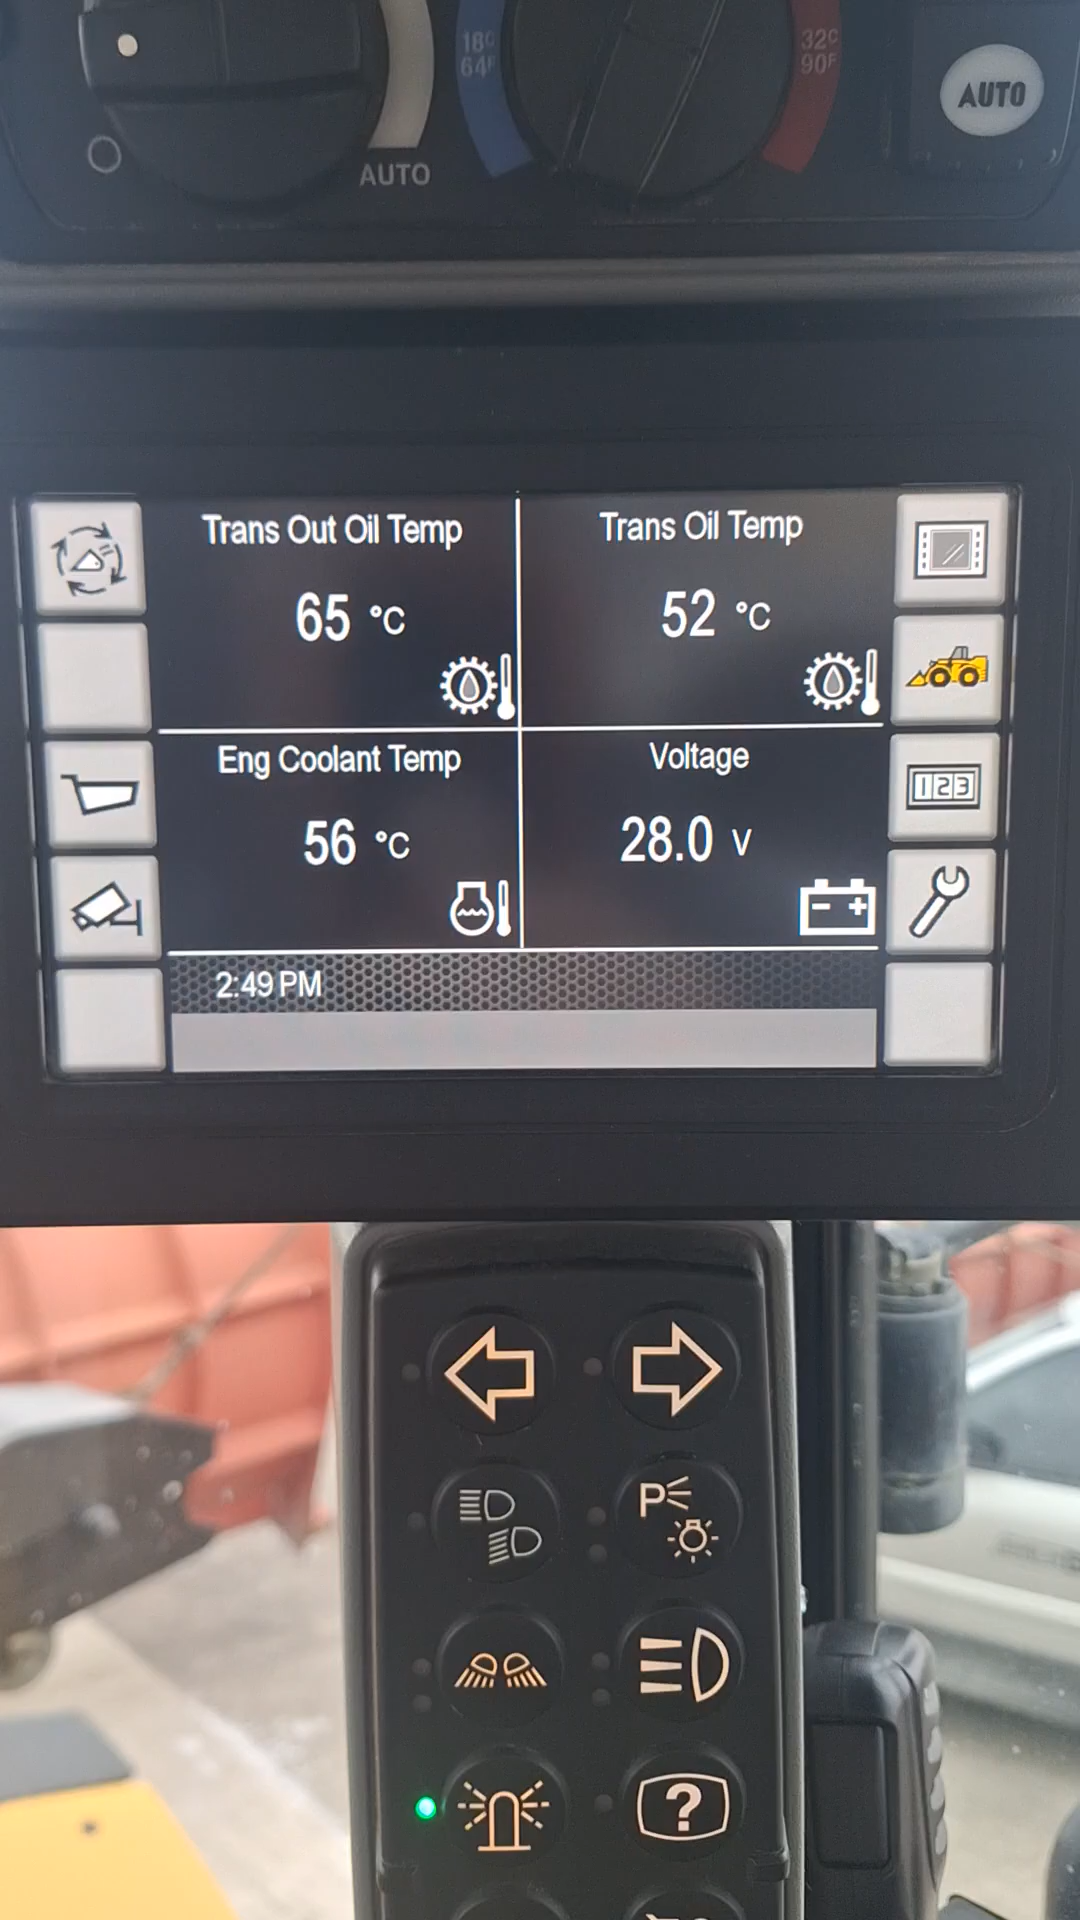 18C
64F
32C
90F
AUTO
AUTO
Trans Out Oil Temp
65 °C
Trans Oil Temp
52 °C
Eng Coolant Temp
56 °C
Voltage
28.0 V
123
2:49 PM
P
?